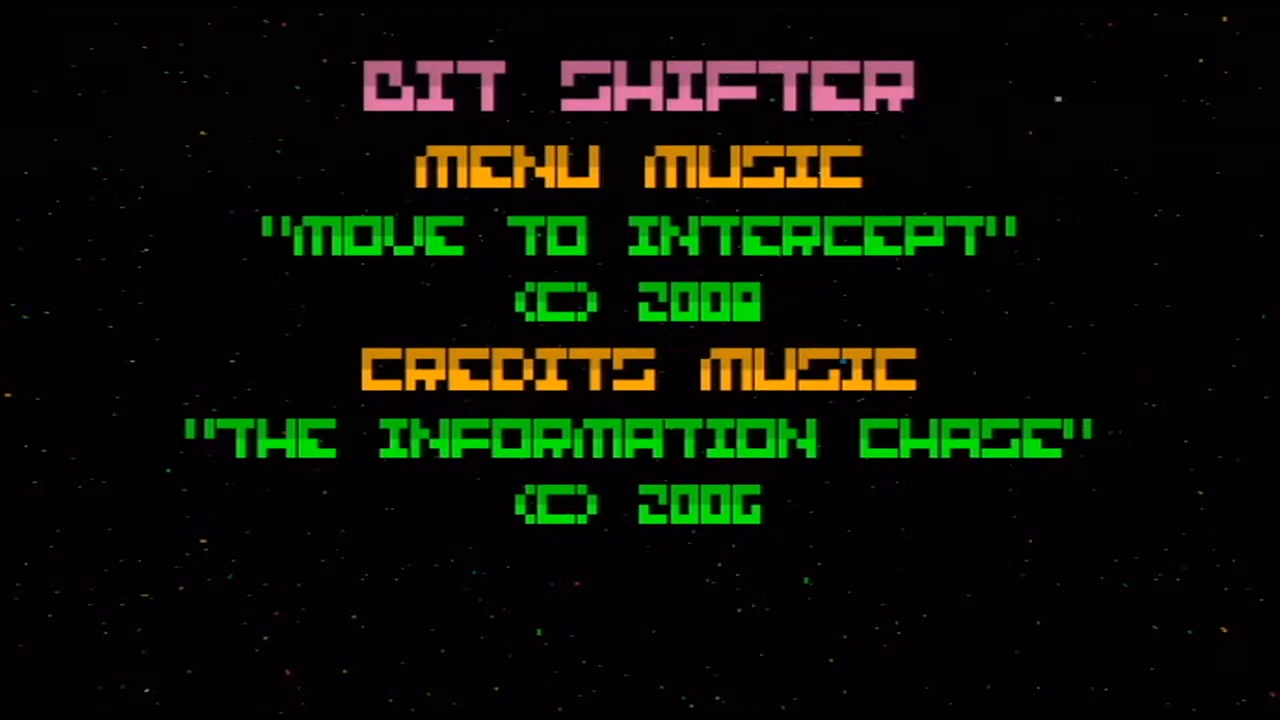 BIT SHIFTER
MENU MUSIC
"MOVE TO INTERCEPT"
(C) 2008
CREDITS MUSIC
"THE INFORMATION CHASE"
(C) 2006